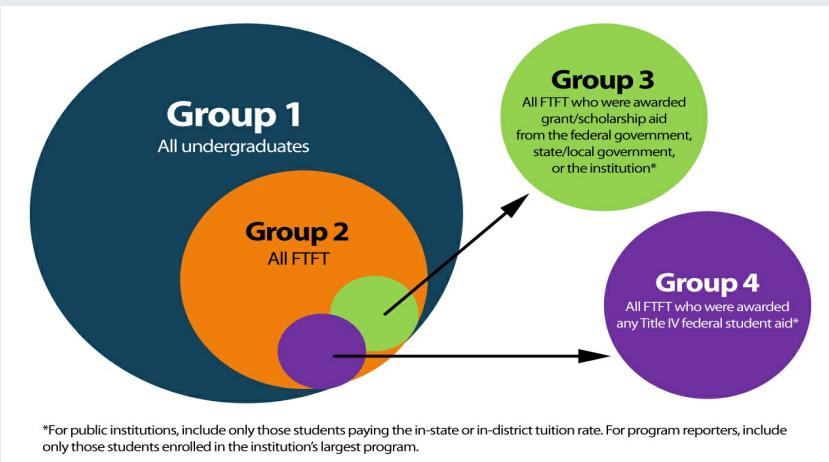 Group 1
All undergraduates
Group 2
All FTFT
Group 3
All FTFT who were awarded
grant/scholarship aid
from the federal government,
state/local government,
or the institution*
Group 4
All FTFT who were awarded
any Title IV federal student aid*
*For public institutions, include only those students paying the in-state or in-district tuition rate. For program reporters, include
only those students enrolled in the institution's largest program.